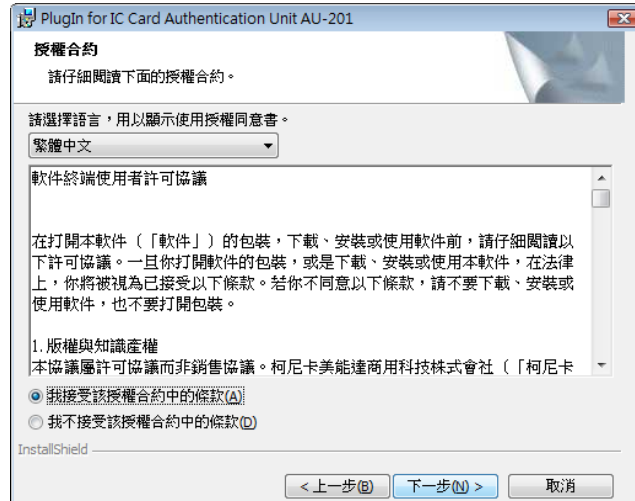 PlugIn for IC Card Authentication Unit AU-201
授權合約
請仔細閱讀下面的授權合約。
請選擇語言，用以顯示使用授權同意書。
繁體中文
軟件終端使用者許可協議
在打開本軟件（「軟件」）的包裝，下載、安裝或使用軟件前，請仔細閱讀以
下許可協議。一旦你打開軟件的包裝，或是下載、安裝或使用本軟件，在法律
上，你將被視為已接受以下條款。若你不同意以下條款，請不要下載、安裝或
使用軟件，也不要打開包裝。
1. 版權與知識產權
本協議屬許可協議而非銷售協議。柯尼卡美能達商用科技株式會社（「柯尼卡
我接受該授權合約中的條款(A)
我不接受該授權合約中的條款(D)
InstallShield
< 上一步(B)
下一步(N) >
取消